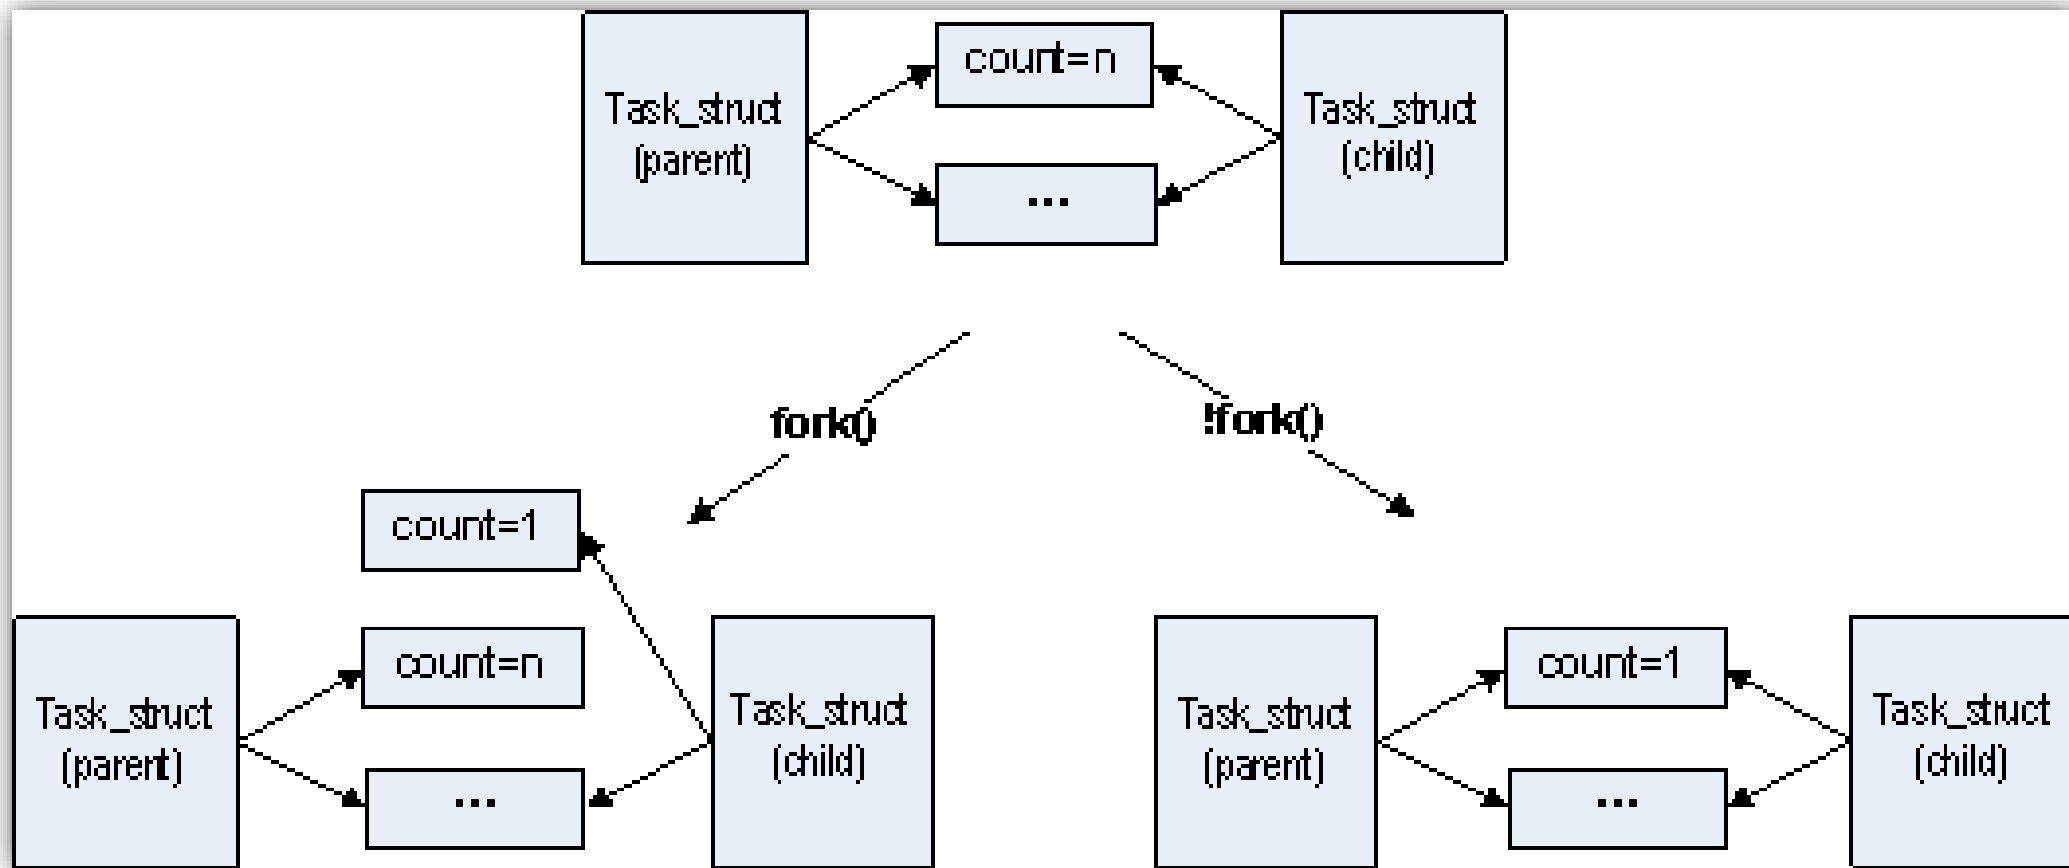 Task_struct
(parent)
count=n
...
Task_struct
(child)
fork()
!fork()
count=1
Task_struct
(parent)
count=n
...
Task_struct
(child)
Task_struct
(parent)
count=1
...
Task_struct
(child)